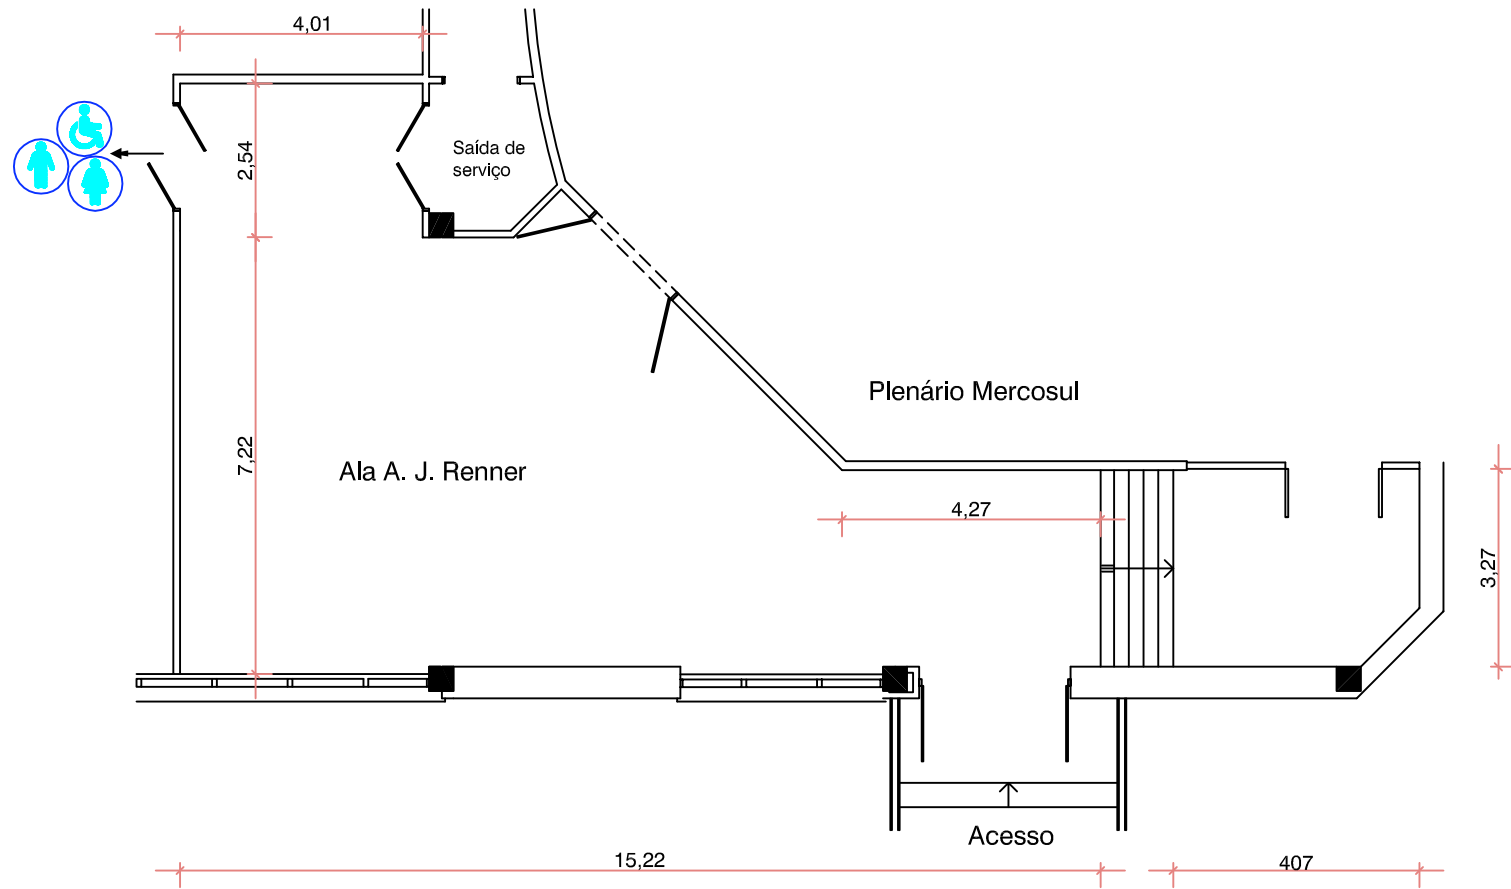 4,01
2,54
Saída de
serviço
Plenário Mercosul
7,22
Ala A. J. Renner
4,27
3,27
Acesso
15,22
407